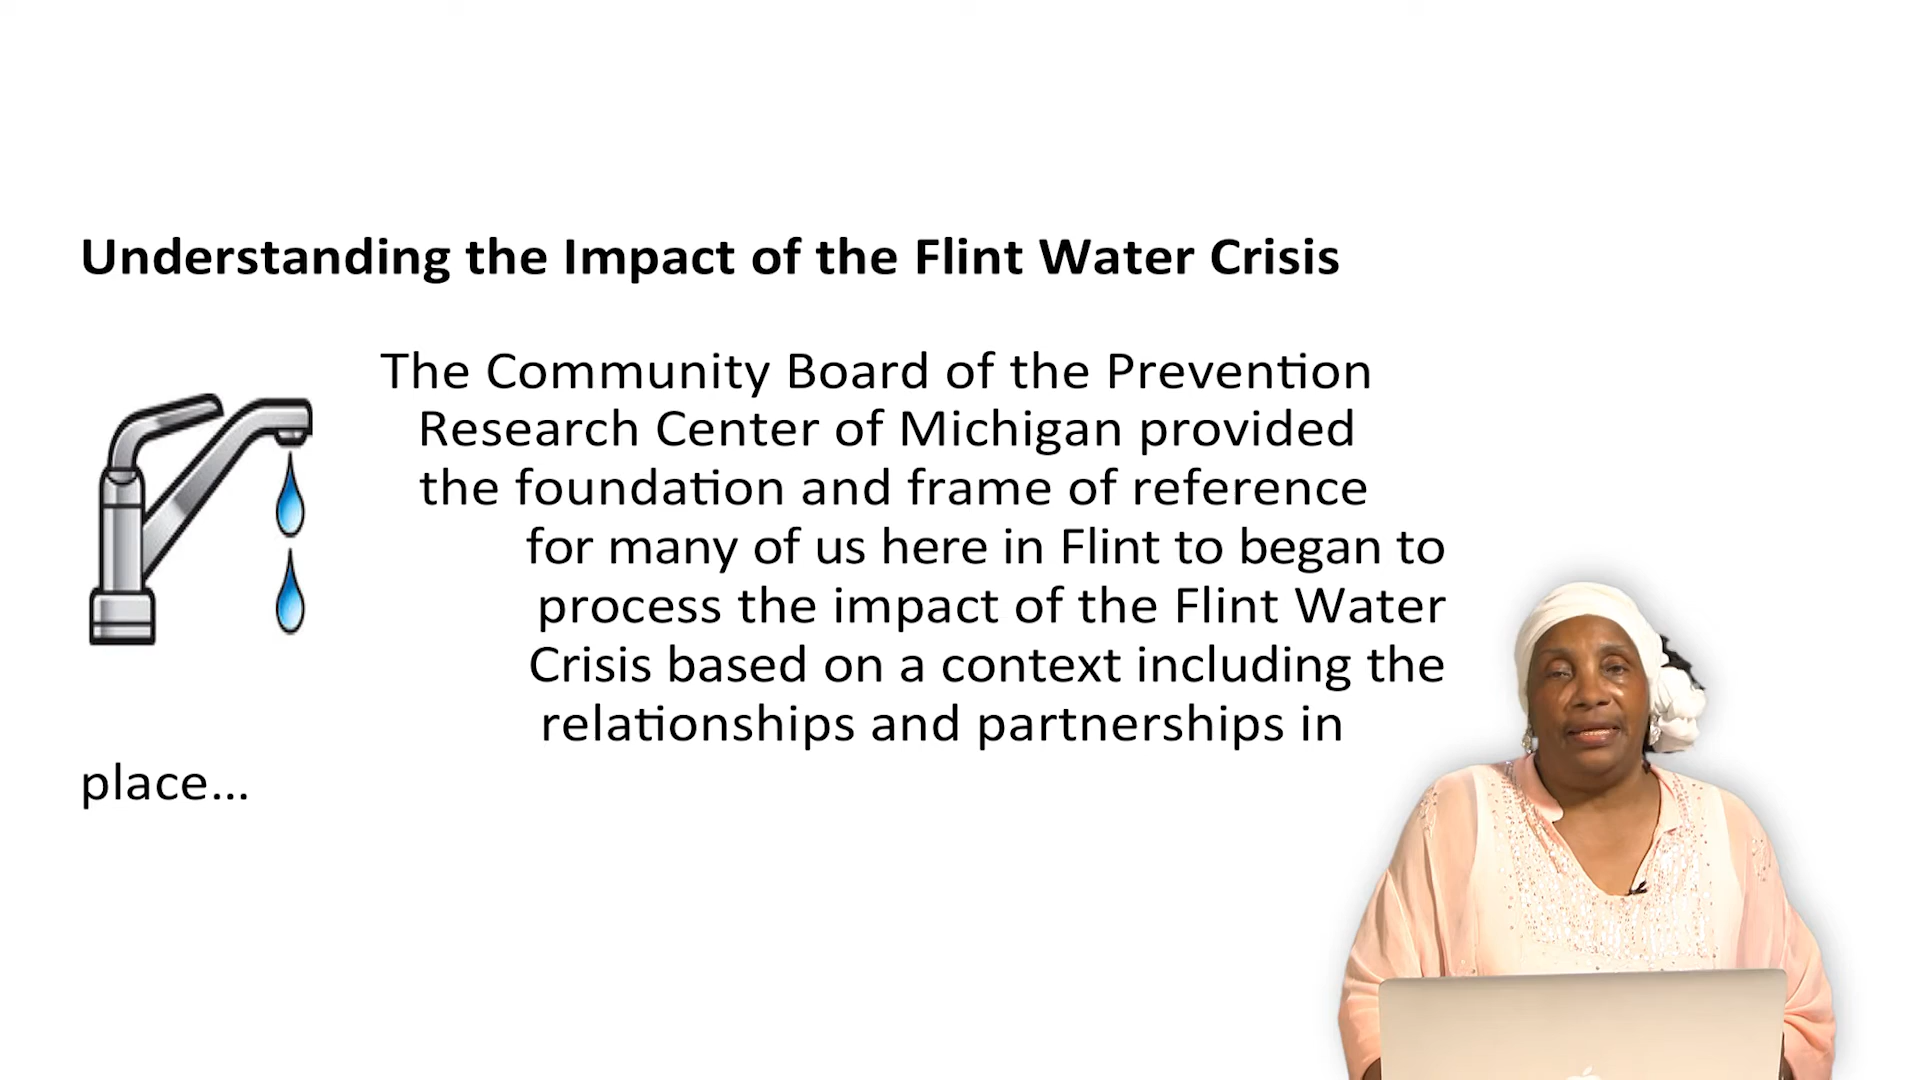 Understanding the Impact of the Flint Water Crisis
The Community Board of the Prevention
Research Center of Michigan provided
the foundation and frame of reference
for many of us here in Flint to began to
process the impact of the Flint Water
Crisis based on a context including the
relationships and partnerships in
place...